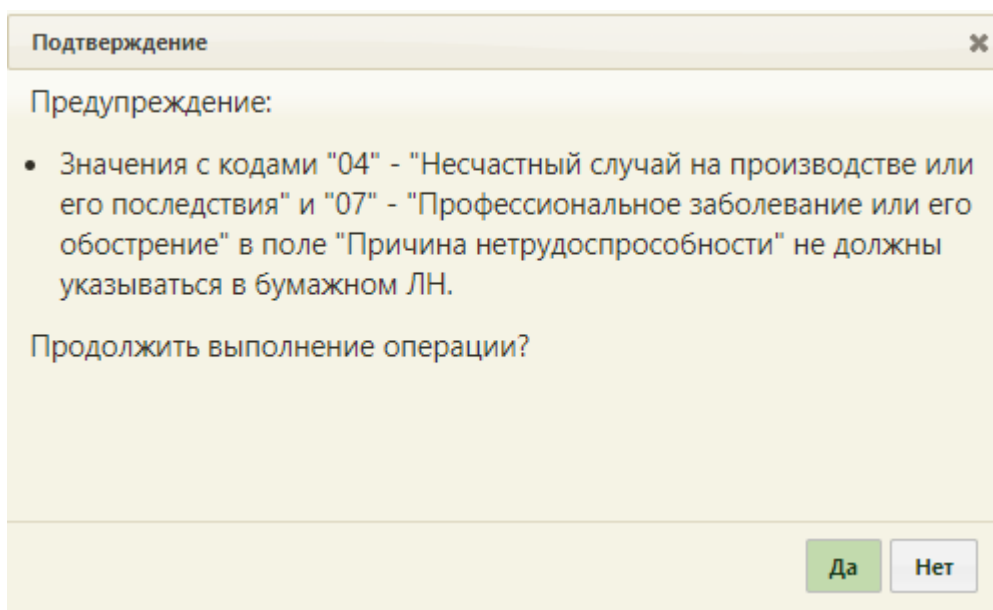 Подтверждение
Предупреждение:
• Значения с кодами "04" - "Несчастный случай на производстве или
его последствия" и "07" - "Профессиональное заболевание или его
обострение" в поле "Причина нетрудоспрособности" не должны
указываться в бумажном ЛН.
Продолжить выполнение операции?
Да Нет